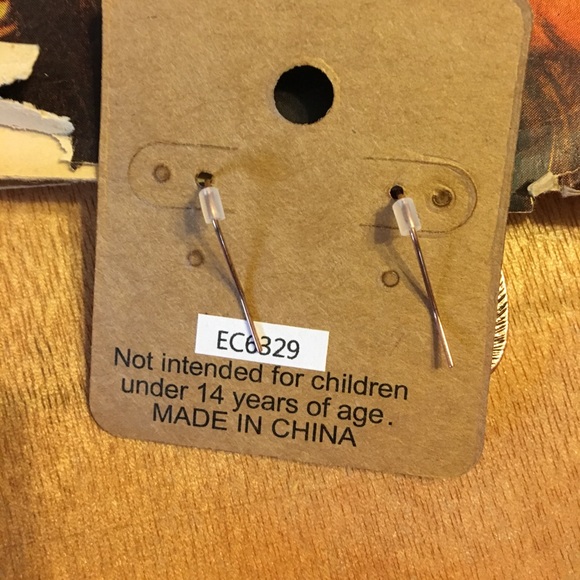 EC6329
Not intended for children
under 14 years of age.
MADE IN CHINA